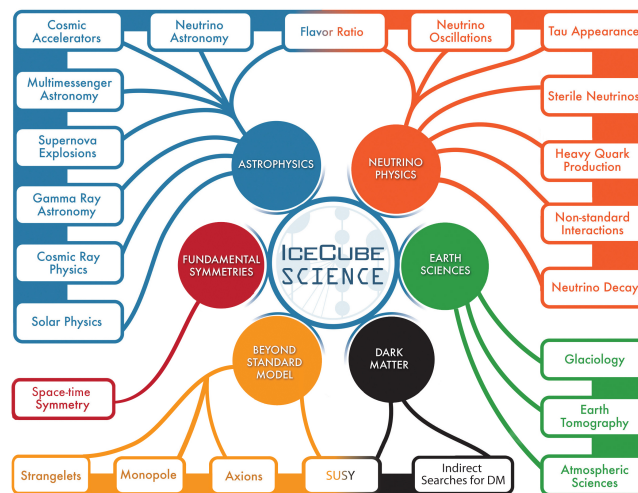 Cosmic
Accelerators
Neutrino
Astronomy
Flavor Ratio
Neutrino
Oscillations
Tau Appearance
Multimessenger
Astronomy
Sterile Neutrinos
Supernova
Explosions
ASTROPHYSICS
NEUTRINO
PHYSICS
Heavy Quark
Production
Gamma Ray
Astronomy
Non-standard
Interactions
Cosmic Ray
Physics
FUNDAMENTAL
SYMMETRIES
ICECUBE
SCIENCE
EARTH
SCIENCES
Neutrino Decay
Solar Physics
BEYOND
STANDARD
MODEL
DARK
MATTER
Glaciology
Space-time
Symmetry
Earth
Tomography
Strangelets
Monopole
Axions
SUSY
Indirect
Searches for DM
Atmospheric
Sciences